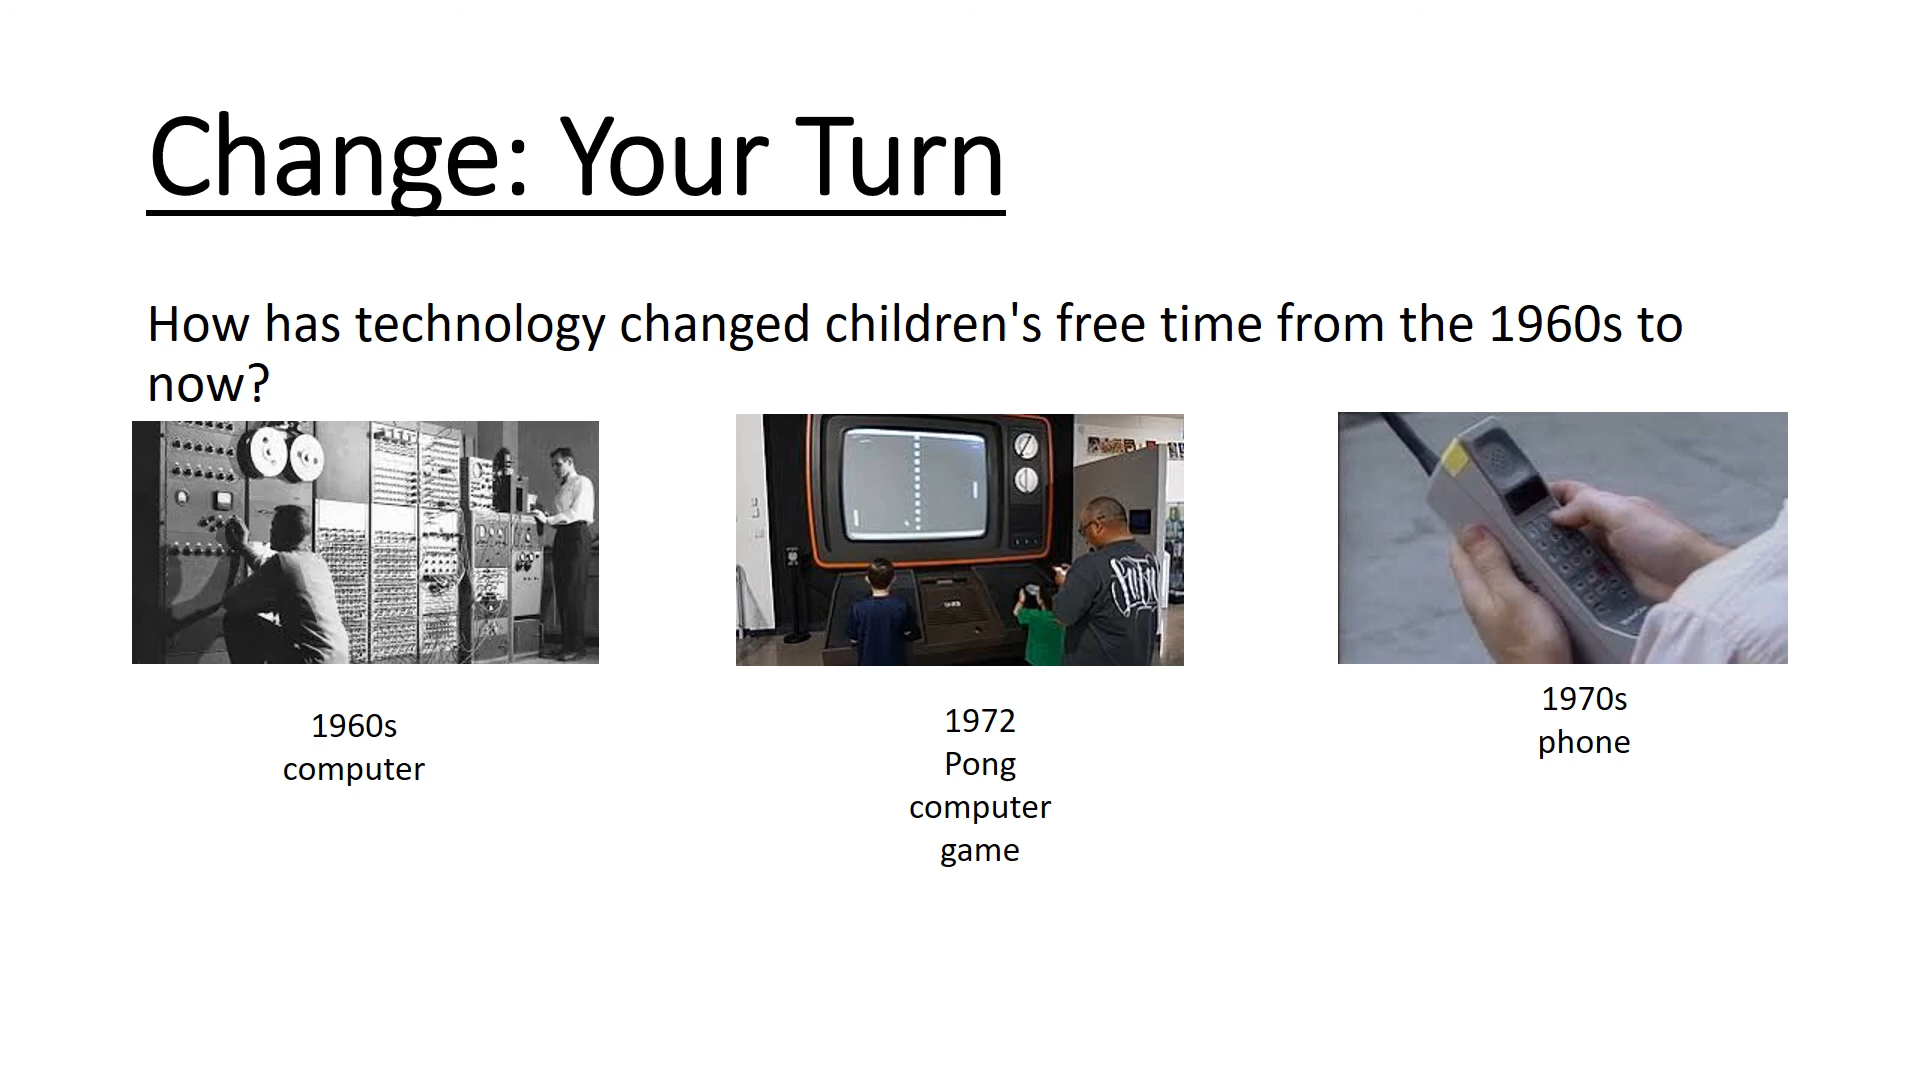 Change: Your Turn
How has technology changed children's free time from the 1960s to
now?
1960s
computer
1972
Pong
computer
game
1970s
phone